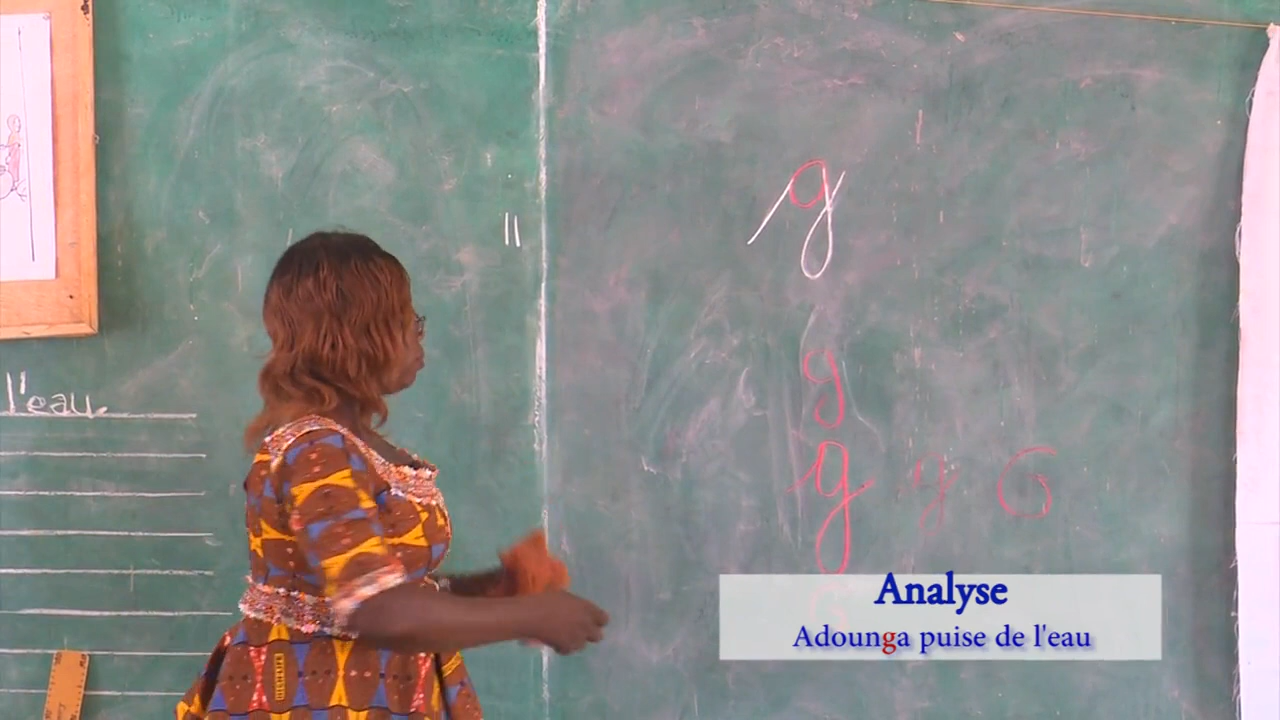 g
l'eau.
g
g g G
Analyse
Adounga puise de l'eau